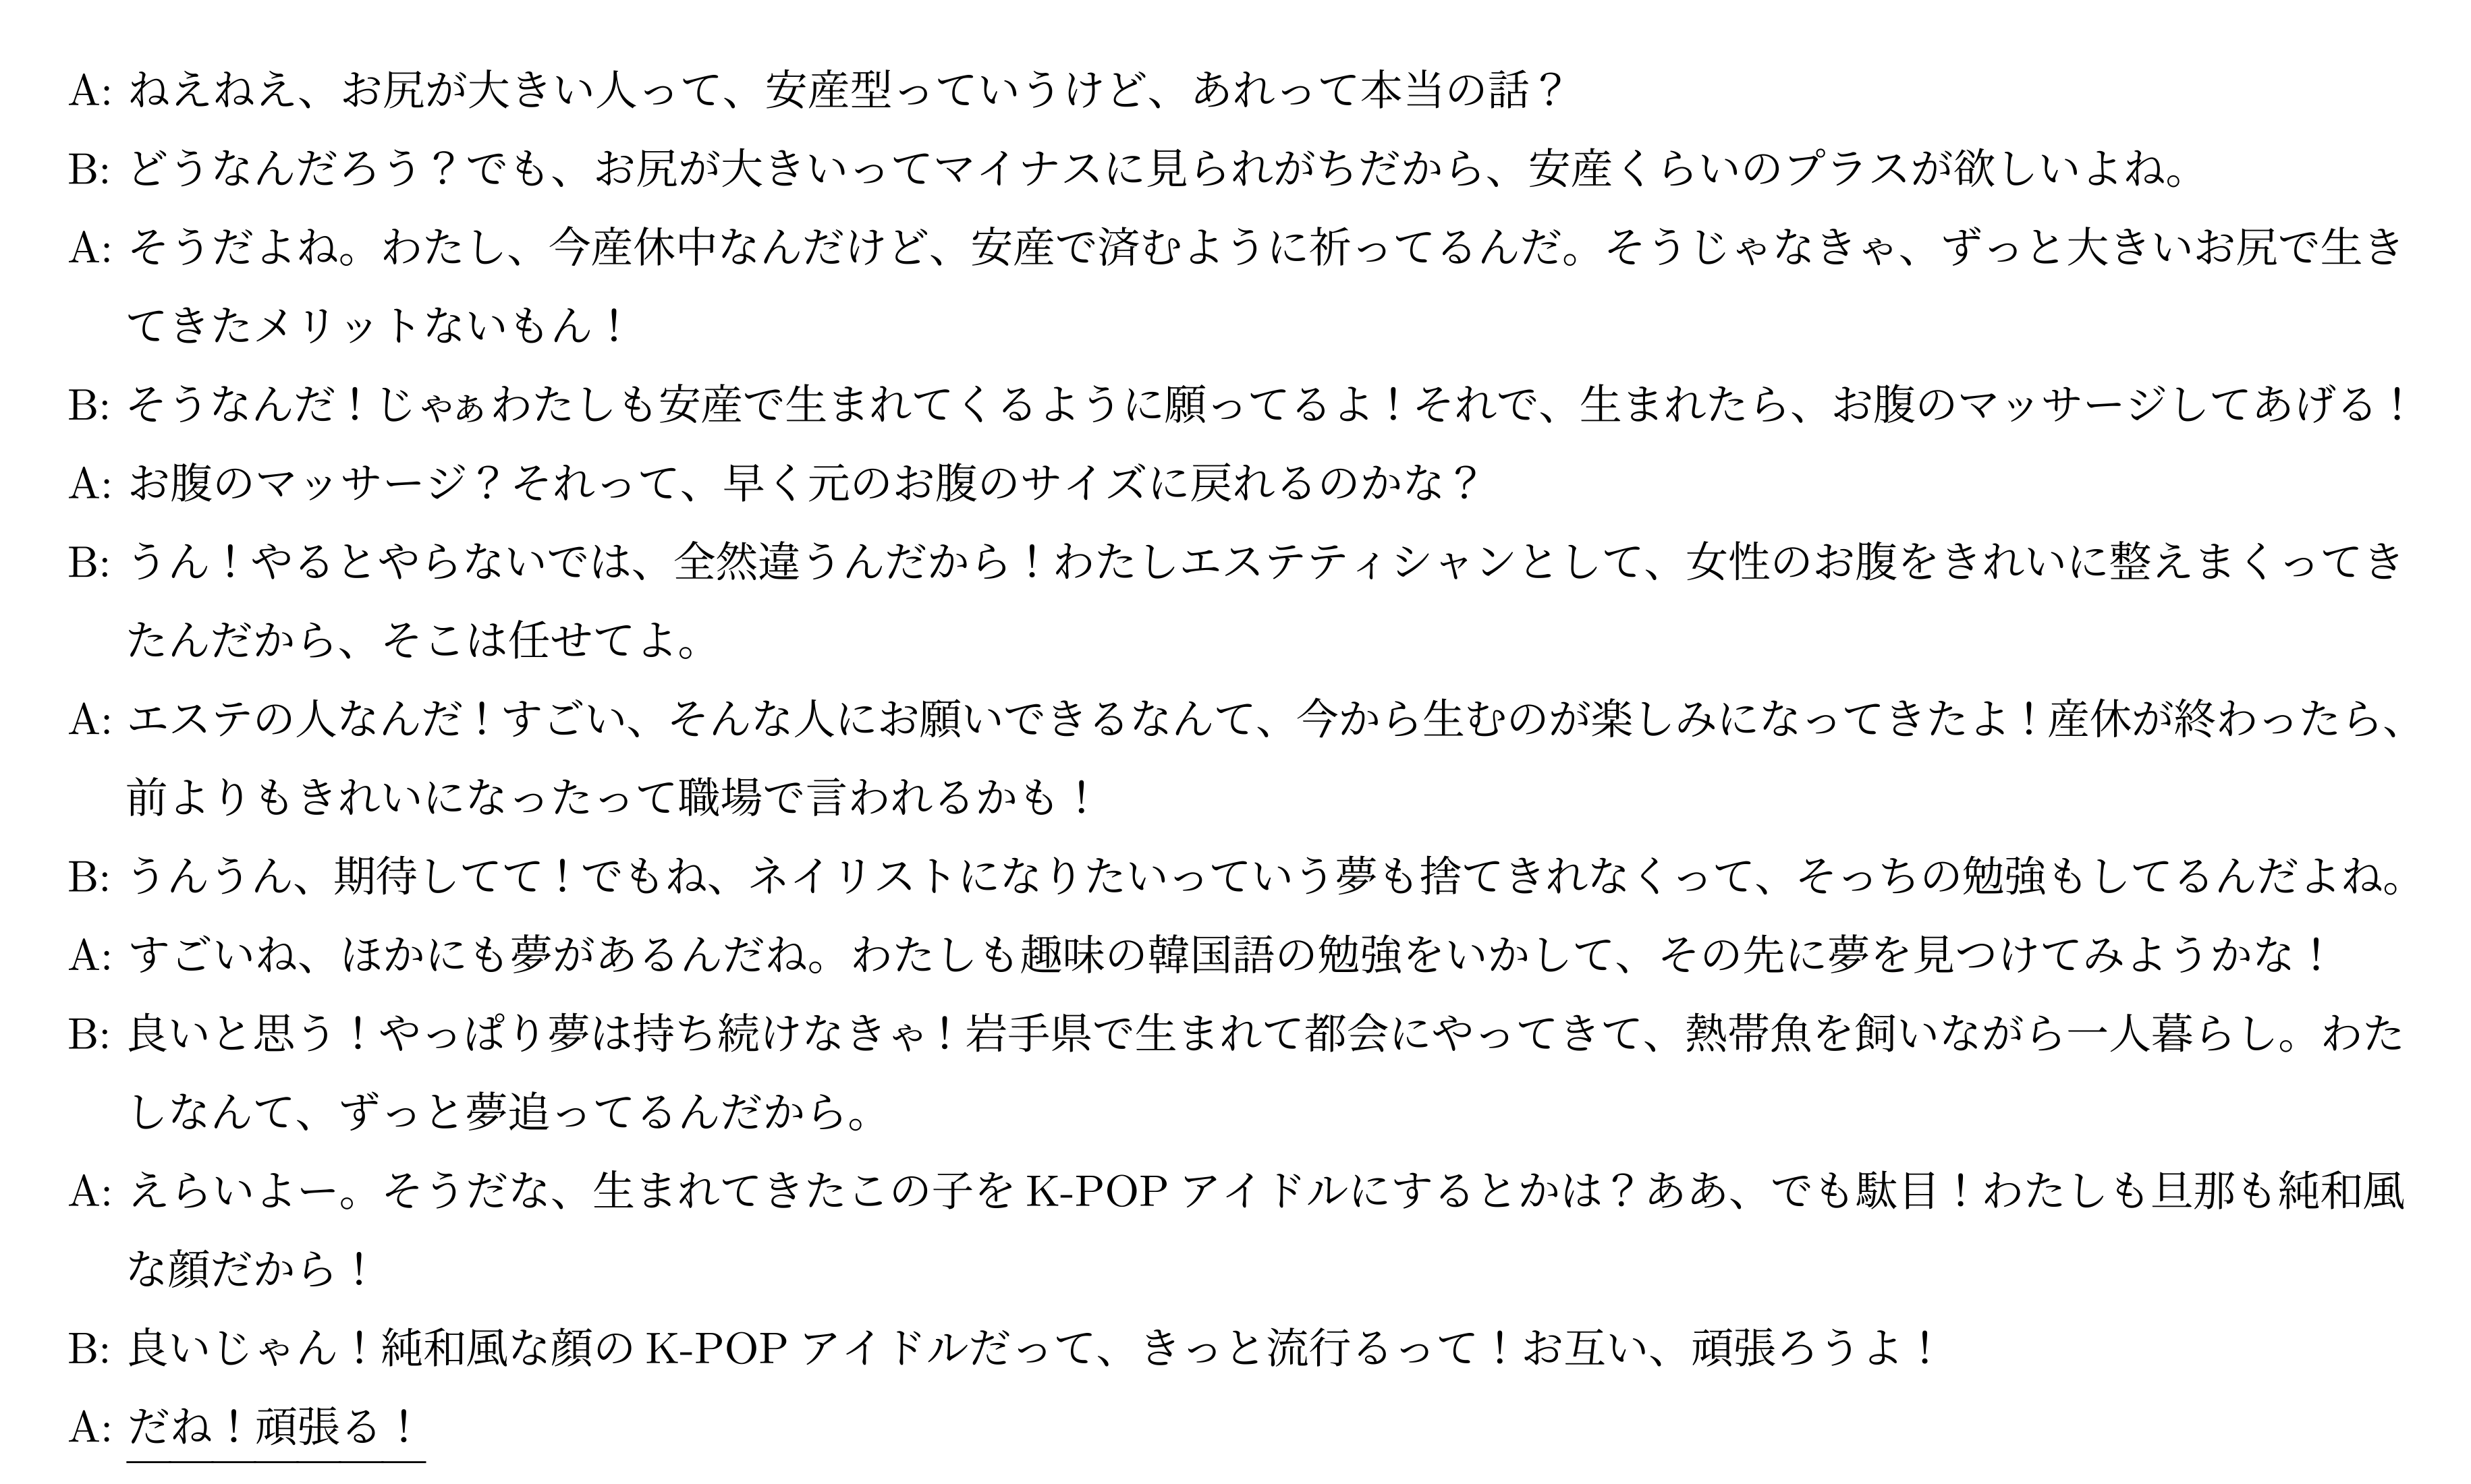 A: ねえねえ、お尻が大きい人って、安産型っていうけど、あれって本当の話？
B: どうなんだろう？でも、お尻が大きいってマイナスに見られがちだから、安産くらいのプラスが欲しいよね。
A: そうだよね。わたし、今産休中なんだけど、安産で済むように祈ってるんだ。そうじゃなきゃ、ずっと大きいお尻で生き
てきたメリットないもん！
B: そうなんだ！じゃぁわたしも安産で生まれてくるように願ってるよ！それで、生まれたら、お腹のマッサージしてあげる！
A: お腹のマッサージ？それって、早く元のお腹のサイズに戻れるのかな？
B: うん！やるとやらないでは、全然違うんだから！わたしエステティシャンとして、女性のお腹をきれいに整えまくってき
たんだから、そこは任せてよ。
A: エステの人なんだ！すごい、そんな人にお願いできるなんて、今から生むのが楽しみになってきたよ！産休が終わったら、
前よりもきれいになったって職場で言われるかも！
B: うんうん、期待してて！でもね、ネイリストになりたいっていう夢も捨てきれなくって、そっちの勉強もしてるんだよね。
A: すごいね、ほかにも夢があるんだね。わたしも趣味の韓国語の勉強をいかして、その先に夢を見つけてみようかな！
B: 良いと思う！やっぱり夢は持ち続けなきゃ！岩手県で生まれて都会にやってきて、熱帯魚を飼いながら一人暮らし。わた
しなんて、ずっと夢追ってるんだから。
A: えらいよー。そうだな、生まれてきたこの子を K-POP アイドルにするとかは？ああ、でも駄目！わたしも旦那も純和風
な顔だから！
B: 良いじゃん！純和風な顔の K-POP アイドルだって、きっと流行るって！お互い、頑張ろうよ！
A: だね！頑張る！